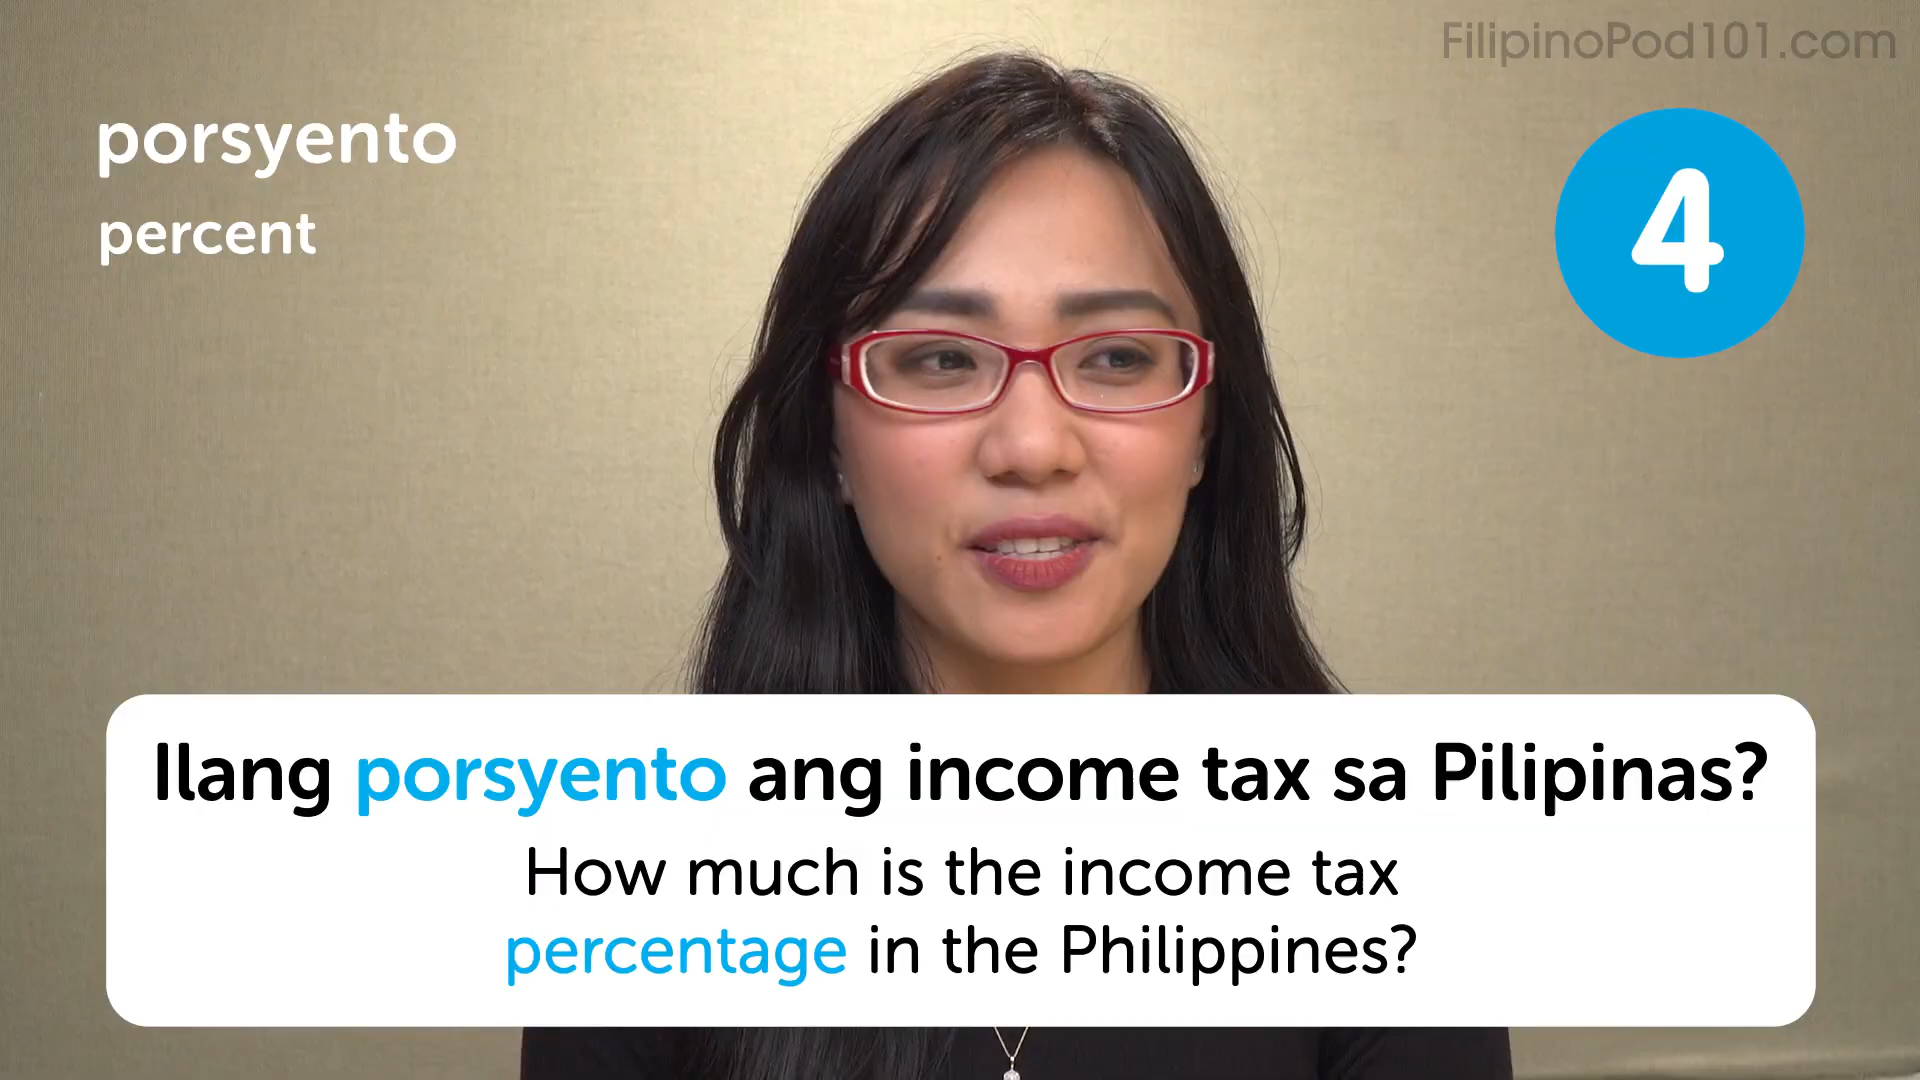 FilipinoPod101.com
porsyento
percent
4
Ilang porsyento ang income tax sa Pilipinas?
How much is the income tax
percentage in the Philippines?